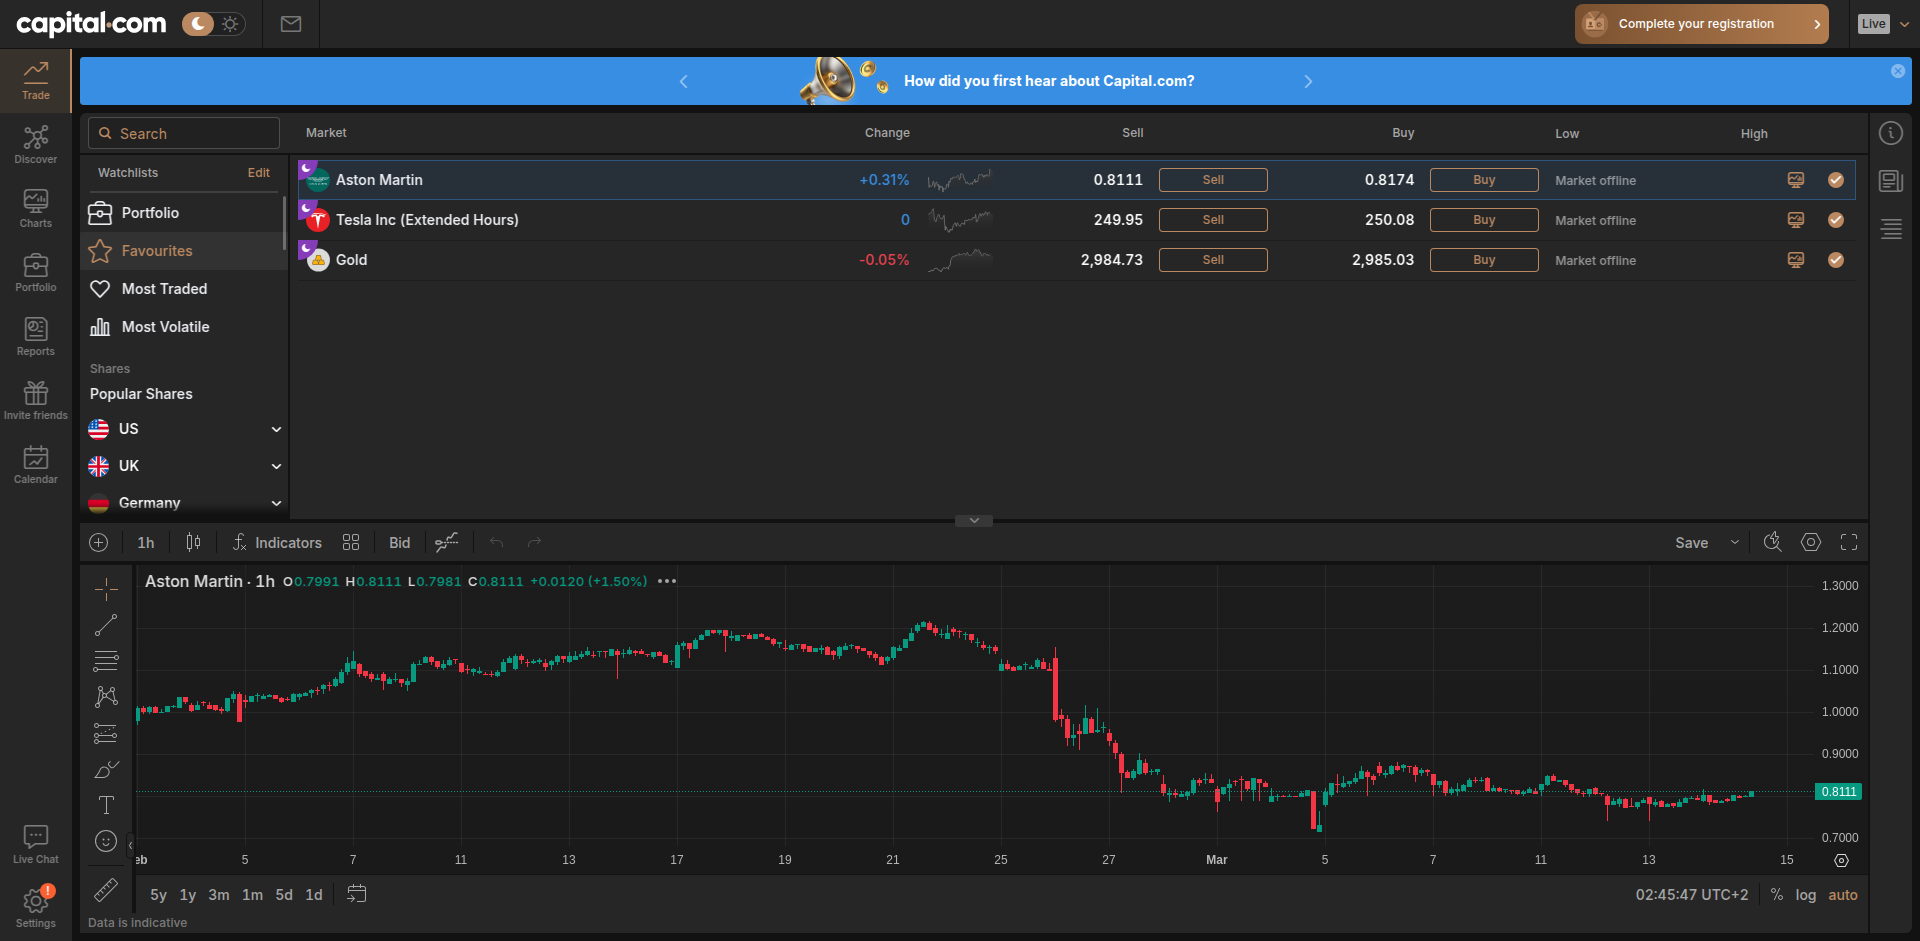 capital.com
Complete your registration
Live
Trade
How did you first hear about Capital.com?
Discover
Charts
Portfolio
Reports
Invite friends
Calendar
Live Chat
Settings
Search
Market Change Sell Buy Low High
Watchlists Edit
Portfolio
Favourites
Most Traded
Most Volatile
Shares
Popular Shares
US
UK
Germany
Aston Martin +0.31% 0.8111 Sell 0.8174 Buy Market offline
Tesla Inc (Extended Hours) 0 249.95 Sell 250.08 Buy Market offline
Gold -0.05% 2,984.73 Sell 2,985.03 Buy Market offline
1h Indicators Bid Save
Aston Martin · 1h O0.7991 H0.8111 L0.7981 C0.8111 +0.0120 (+1.50%)
1.3000
1.2000
1.1000
1.0000
0.9000
0.8111
0.7000
eb 5 7 11 13 17 19 21 25 27 Mar 5 7 11 13 15
5y 1y 3m 1m 5d 1d 02:45:47 UTC+2 % log auto
Data is indicative